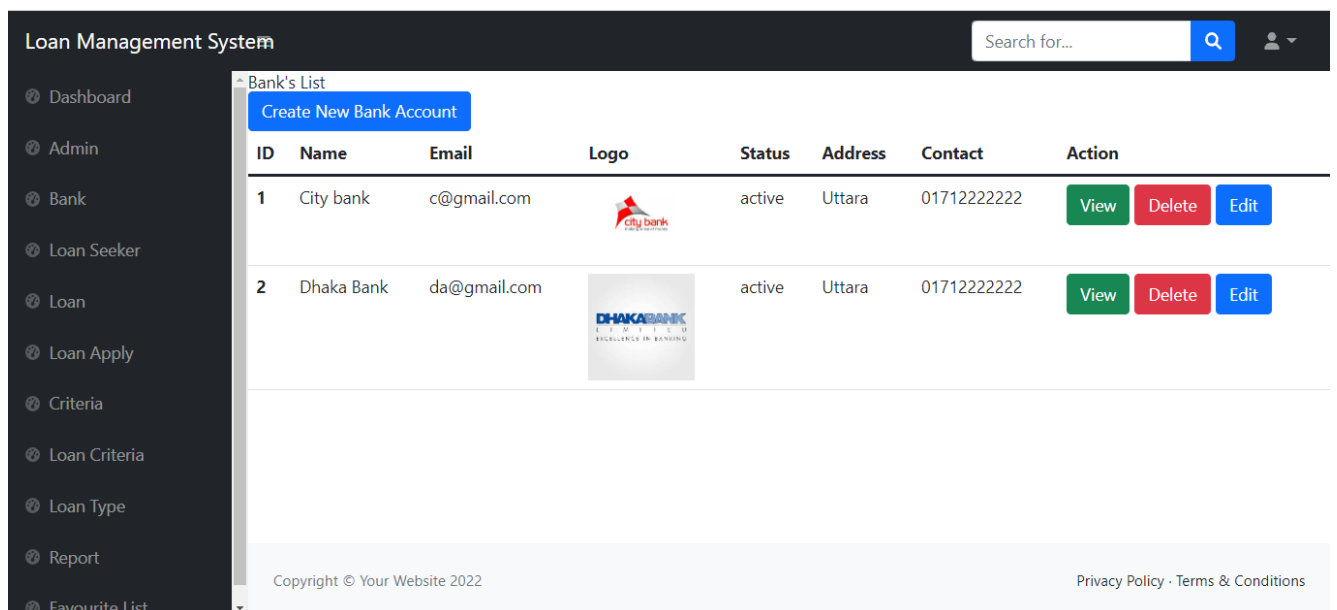 Loan Management System
Search for...
Dashboard
Admin
Bank
Loan Seeker
Loan
Loan Apply
Criteria
Loan Criteria
Loan Type
Report
Favourite List
Bank's List
Create New Bank Account
ID Name Email Logo Status Address Contact Action
1 City bank c@gmail.com city bank active Uttara 01712222222 View Delete Edit
2 Dhaka Bank da@gmail.com active Uttara 01712222222 View Delete Edit
DHAKABANK
LIMITED
EXCELLENCE IN BANKING
Copyright © Your Website 2022
Privacy Policy · Terms & Conditions